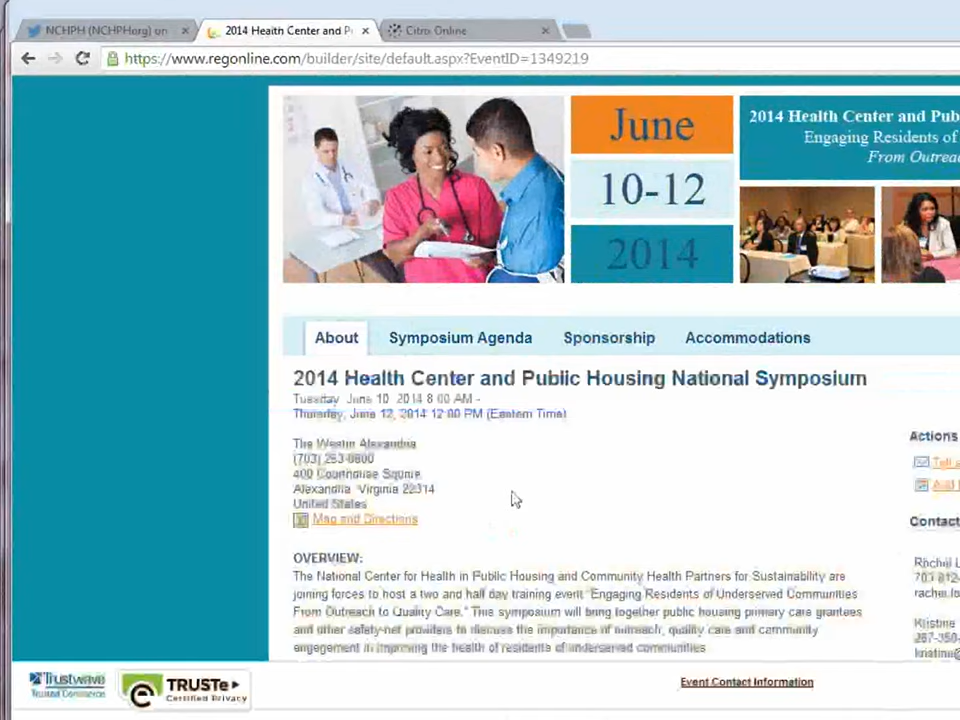 NCHPH (NCHPHorg) on
2014 Health Center and P
Citrix Online
https://www.regonline.com/builder/site/default.aspx?EventID=1349219
June
10-12
2014
2014 Health Center and Pub
Engaging Residents of
From Outreac
About
Symposium Agenda
Sponsorship
Accommodations
2014 Health Center and Public Housing National Symposium
Tuesday, June 10, 2014 8:00 AM -
Thursday, June 12, 2014 12:00 PM (Eastern Time)
The Westin Alexandria
400 Courthouse Square
Alexandria, Virginia 22314
United States
Map and Directions
Actions
Tell a
Add
Contact
OVERVIEW:
The National Center for Health in Public Housing and Community Health Partners for Sustainability are
joining forces to host a two and half day training event "Engaging Residents of Underserved Communities
From Outreach to Quality Care." This symposium will bring together public housing primary care grantees
and other safety-net providers to discuss the importance of outreach, quality care and community
engagement in improving the health of residents of underserved communities
Rachel L
Kristine
kristine@
Trustwave
Trusted Commerce
TRUSTe
Certified Privacy
Event Contact Information